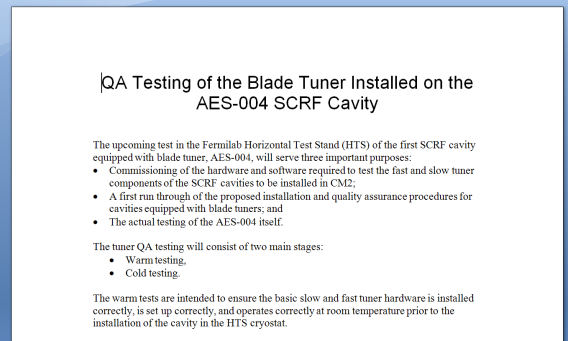 QA Testing of the Blade Tuner Installed on the
AES-004 SCRF Cavity
The upcoming test in the Fermilab Horizontal Test Stand (HTS) of the first SCRF cavity
equipped with blade tuner, AES-004, will serve three important purposes:
• Commissioning of the hardware and software required to test the fast and slow tuner
components of the SCRF cavities to be installed in CM2;
• A first run through of the proposed installation and quality assurance procedures for
cavities equipped with blade tuners; and
• The actual testing of the AES-004 itself.
The tuner QA testing will consist of two main stages:
• Warm testing,
• Cold testing.
The warm tests are intended to ensure the basic slow and fast tuner hardware is installed
correctly, is set up correctly, and operates correctly at room temperature prior to the
installation of the cavity in the HTS cryostat.